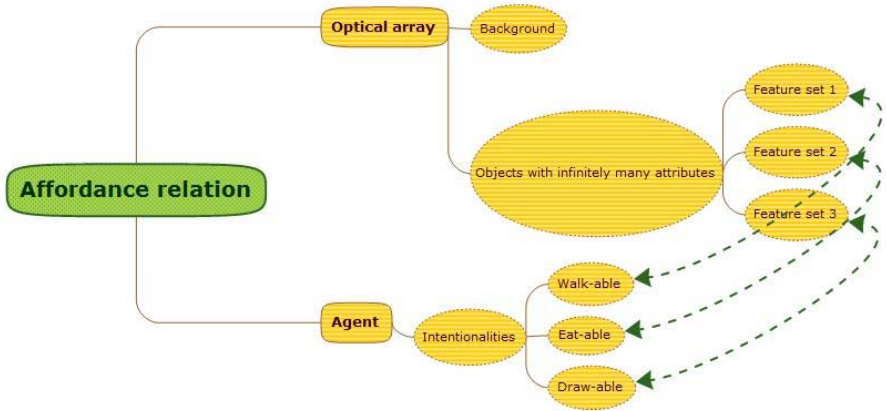 Optical array
Background
Feature set 1
Feature set 2
Objects with infinitely many attributes
Affordance relation
Feature set 3
Walk-able
Agent
Intentionalities
Eat-able
Draw-able